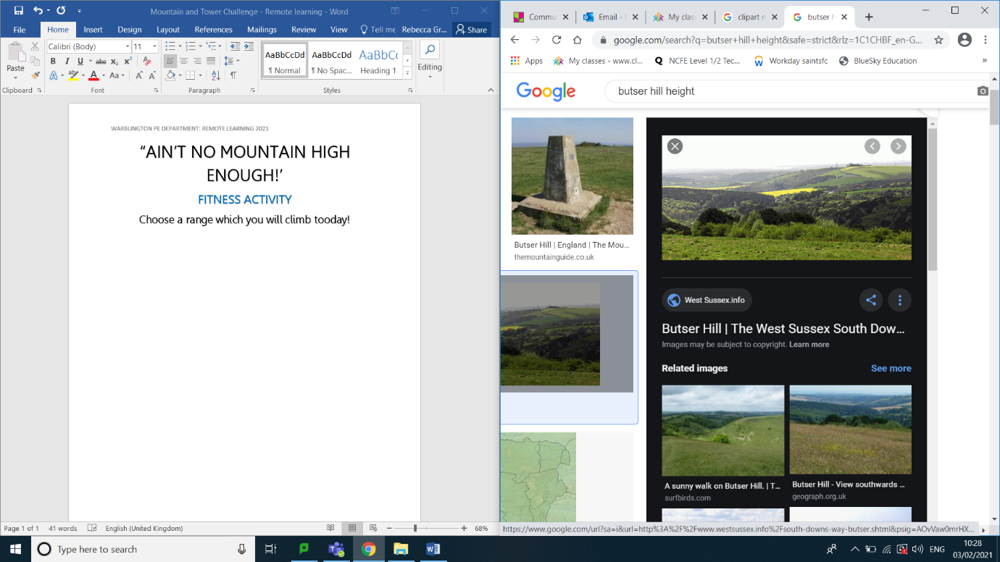 Mountain and Tower Challenge - Remote learning - Word
File Home Insert Design Layout References Mailings Review View Tell me Rebecca Gr... Share
Paste
Calibri (Body) 11
B I U abc x₂ x²
A ab A Aa A A
AaBbCcDd AaBbCcDd AaBbCc
¶ Normal ¶ No Spac... Heading 1
Editing
Clipboard Font Paragraph Styles
WARBLINGTON PE DEPARTMENT: REMOTE LEARNING 2021
“AIN’T NO MOUNTAIN HIGH
ENOUGH!’
FITNESS ACTIVITY
Choose a range which you will climb tooday!
Page 1 of 1 41 words English (United Kingdom) 68%
Commu Email - My clas clipart m butser h
google.com/search?q=butser+hill+height&safe=strict&rlz=1C1CHBF_en-G...
Apps My classes - www.cl... NCFE Level 1/2 Tec... Workday saintsfc BlueSky Education »
Google butser hill height
Butser Hill | England | The Mou...
themountainguide.co.uk
West Sussex.info
Butser Hill | The West Sussex South Dow...
Images may be subject to copyright. Learn more
Related images See more
A sunny walk on Butser Hill. | T...
surfbirds.com
Butser Hill - View southwards ...
geograph.org.uk
https://www.google.com/url?sa=i&url=http%3A%2F%2Fwww.westsussex.info%2Fsouth-downs-way-butser.shtml&psig=AOvVaw0mrHX...
Type here to search
ENG
10:28
03/02/2021